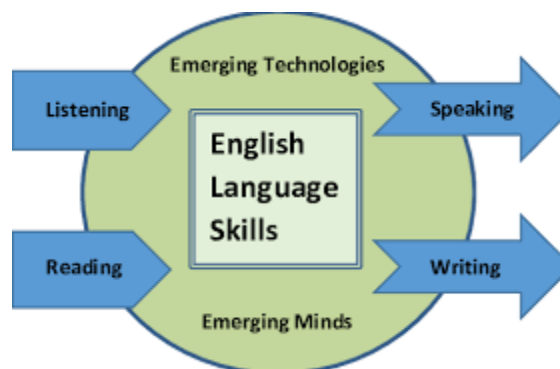 Emerging Technologies
Listening
Speaking
English
Language
Skills
Reading
Writing
Emerging Minds